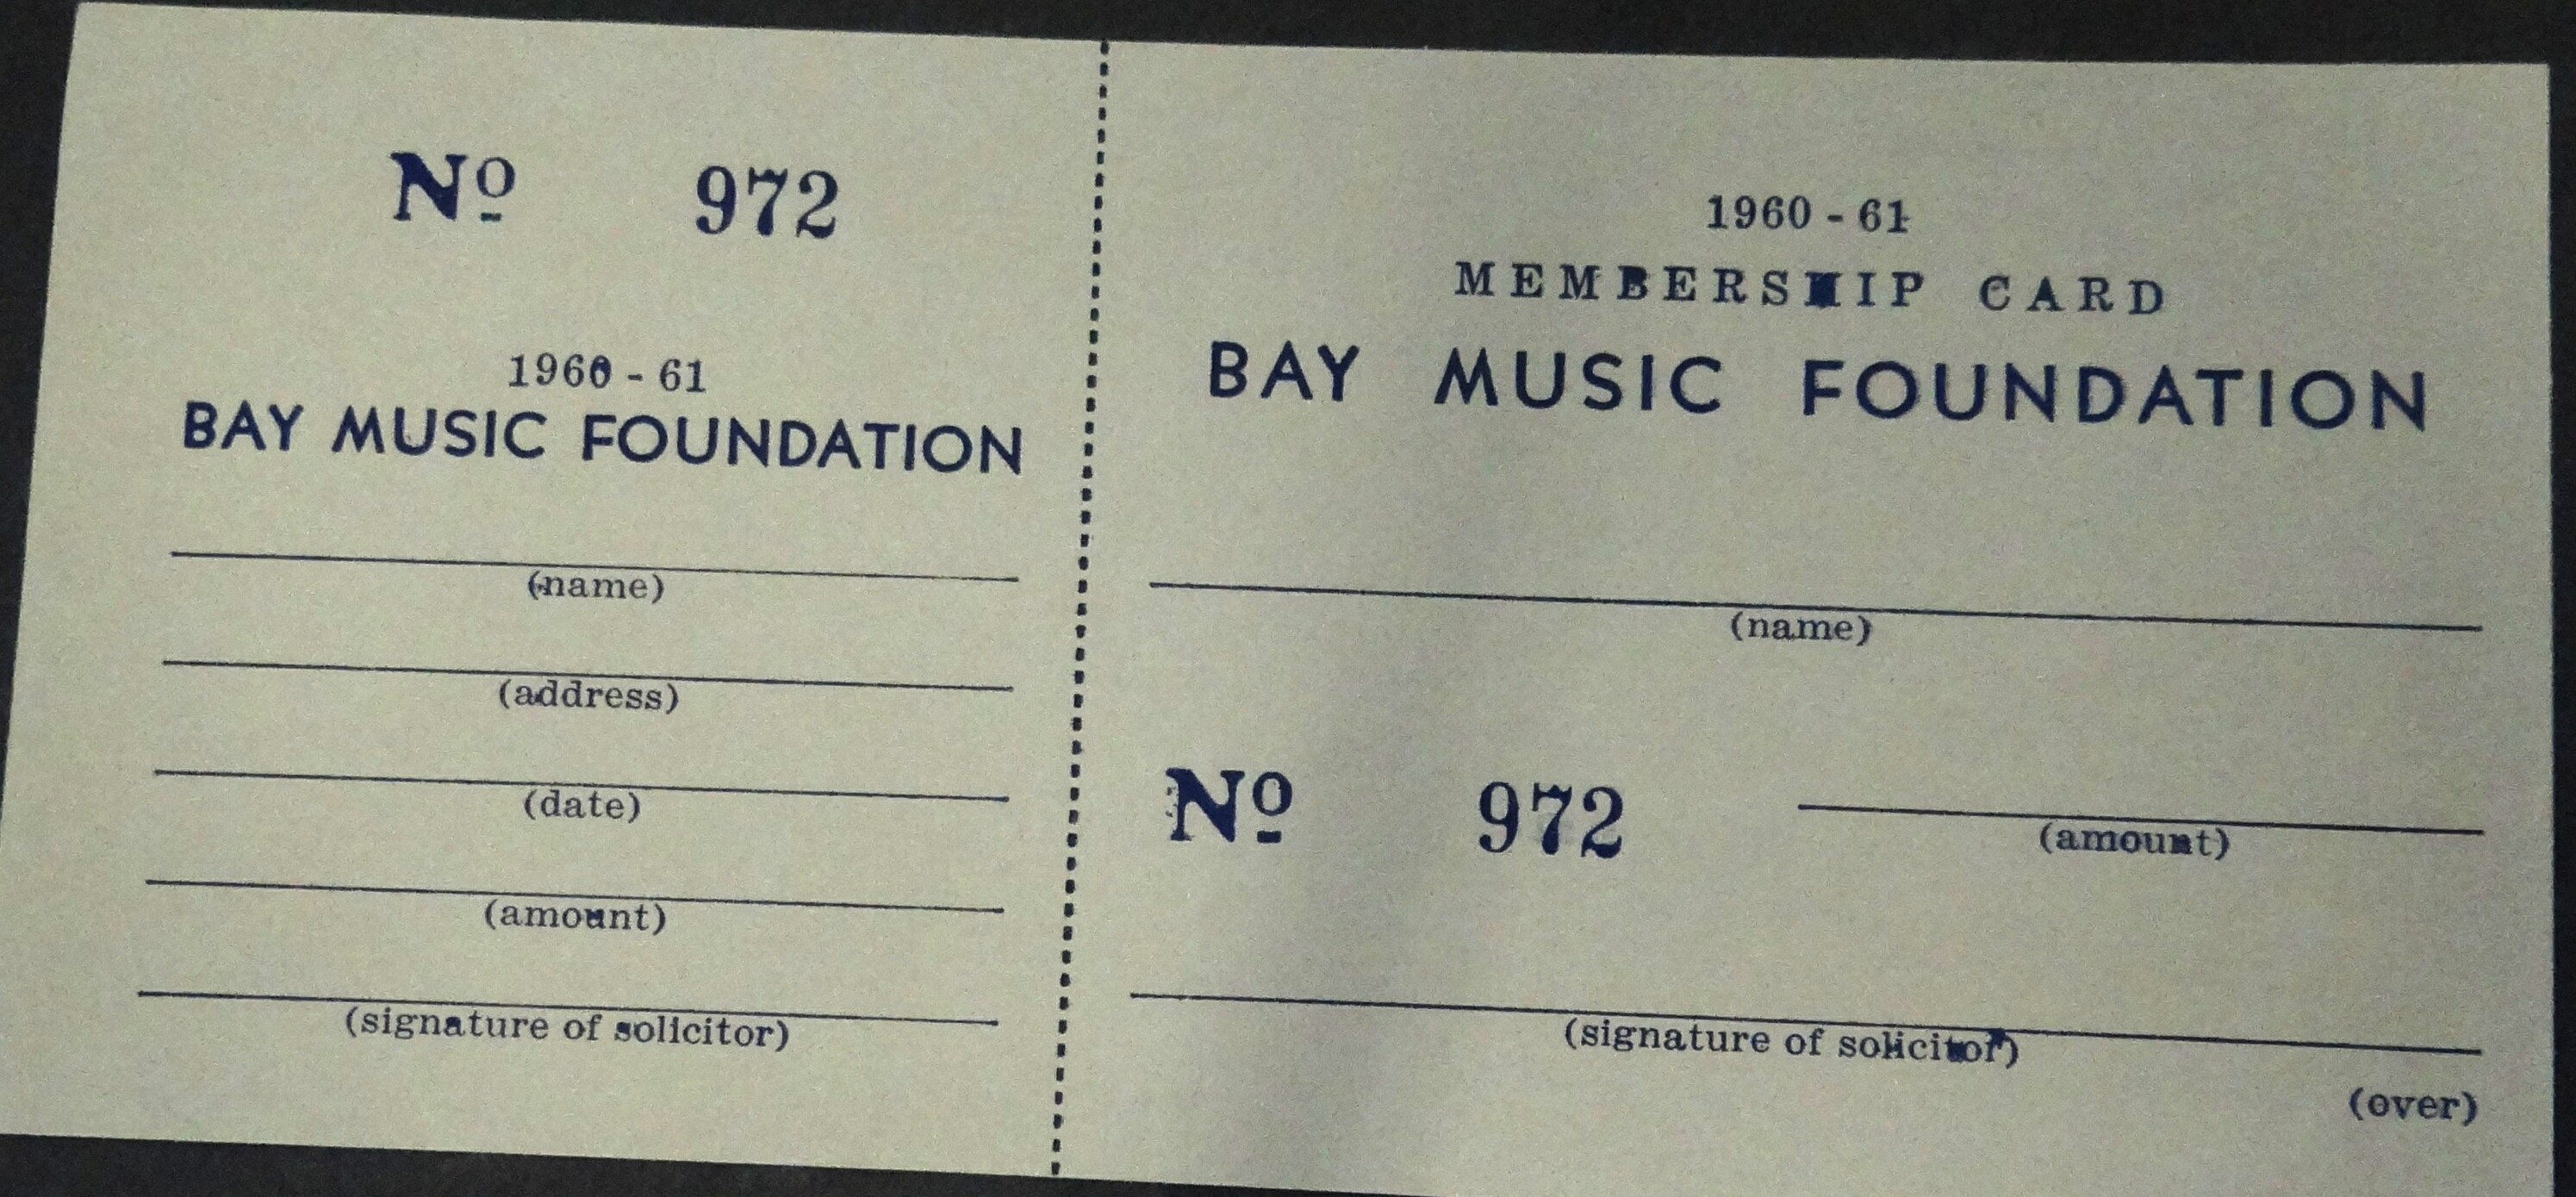 Nº 972
1960 - 61
BAY MUSIC FOUNDATION
(name)
(address)
(date)
(amount)
(signature of solicitor)
1960 - 61
MEMBERSHIP CARD
BAY MUSIC FOUNDATION
(name)
Nº 972
(amount)
(signature of solicitor)
(over)